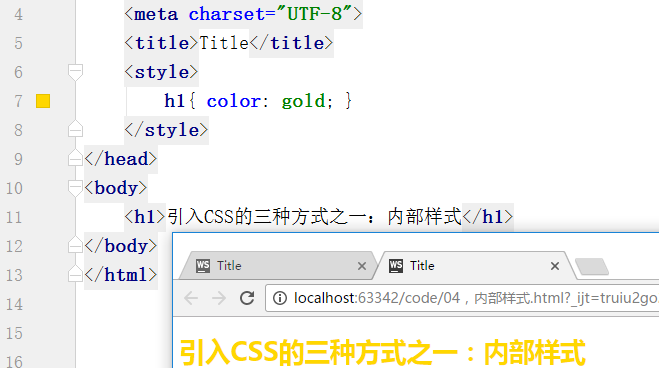 4 <meta charset="UTF-8">
5 <title>Title</title>
6 <style>
7 h1{ color: gold; }
8 </style>
9 </head>
10 <body>
11 <h1>引入CSS的三种方式之一：内部样式</h1>
12 </body>
13 </html>
14
15
16
WS Title × WS Title ×
localhost:63342/code/04，内部样式.html?_ijt=truiu2go
引入CSS的三种方式之一：内部样式